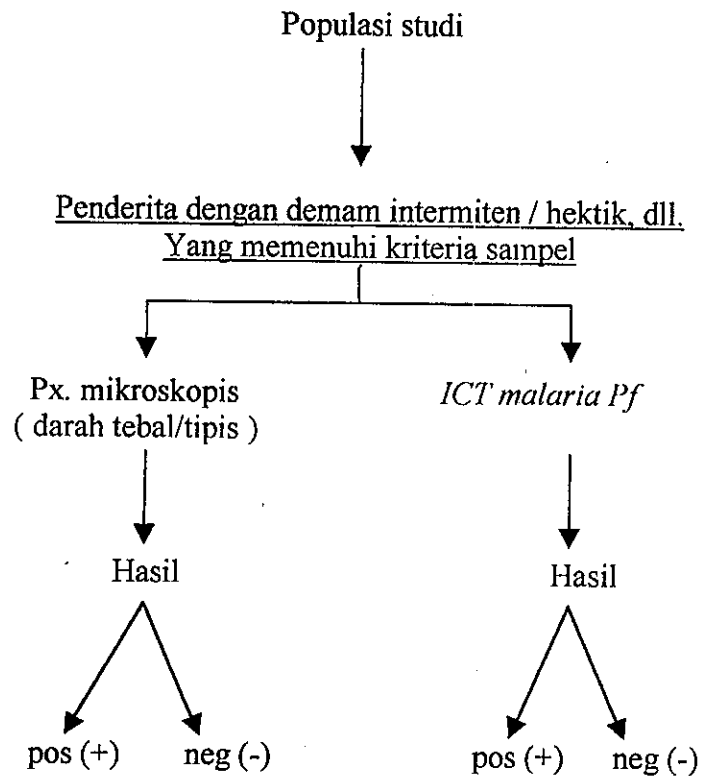 Populasi studi
Penderita dengan demam intermiten / hektik, dll.
Yang memenuhi kriteria sampel
Px. mikroskopis
( darah tebal/tipis )
ICT malaria Pf
Hasil
Hasil
pos (+) neg (-)
pos (+) neg (-)